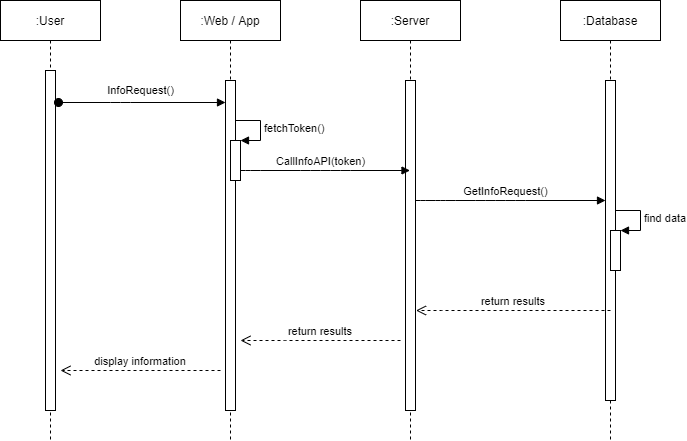 :User
:Web / App
:Server
:Database
InfoRequest()
fetchToken()
CallInfoAPI(token)
GetInfoRequest()
find data
return results
return results
display information